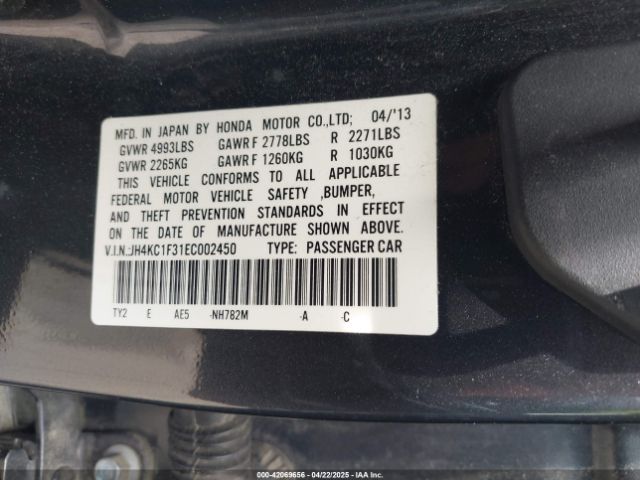 MFD. IN JAPAN BY HONDA MOTOR CO.,LTD; 04/'13
GVWR 4993LBS GAWR F 2778LBS R 2271LBS
GVWR 2265KG GAWR F 1260KG R 1030KG
THIS VEHICLE CONFORMS TO ALL APPLICABLE
FEDERAL MOTOR VEHICLE SAFETY ,BUMPER,
AND THEFT PREVENTION STANDARDS IN EFFECT
ON THE DATE OF MANUFACTURE SHOWN ABOVE.
V.I.N.:JH4KC1F31EC002450 TYPE: PASSENGER CAR
TY2 E AE5 -NH782M -A -C
000-42069656 - 04/22/2025 - IAAI, Inc.